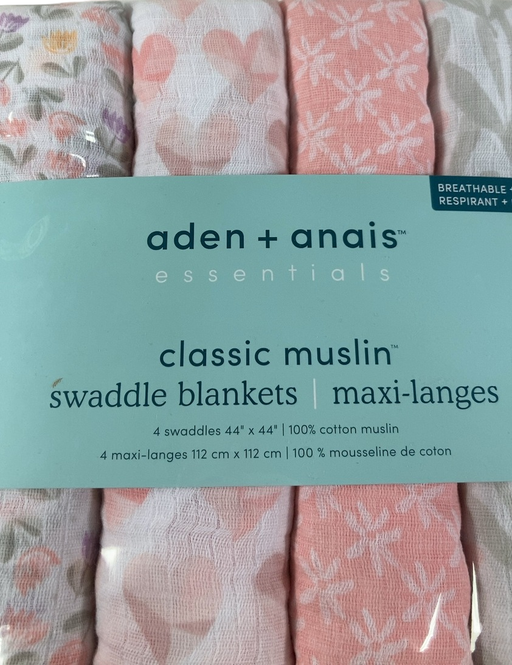 BREATHABLE +
RESPIRANT +
aden + anais™
essentials
classic muslin™
swaddle blankets | maxi-langes
4 swaddles 44" x 44" | 100% cotton muslin
4 maxi-langes 112 cm x 112 cm | 100 % mousseline de coton